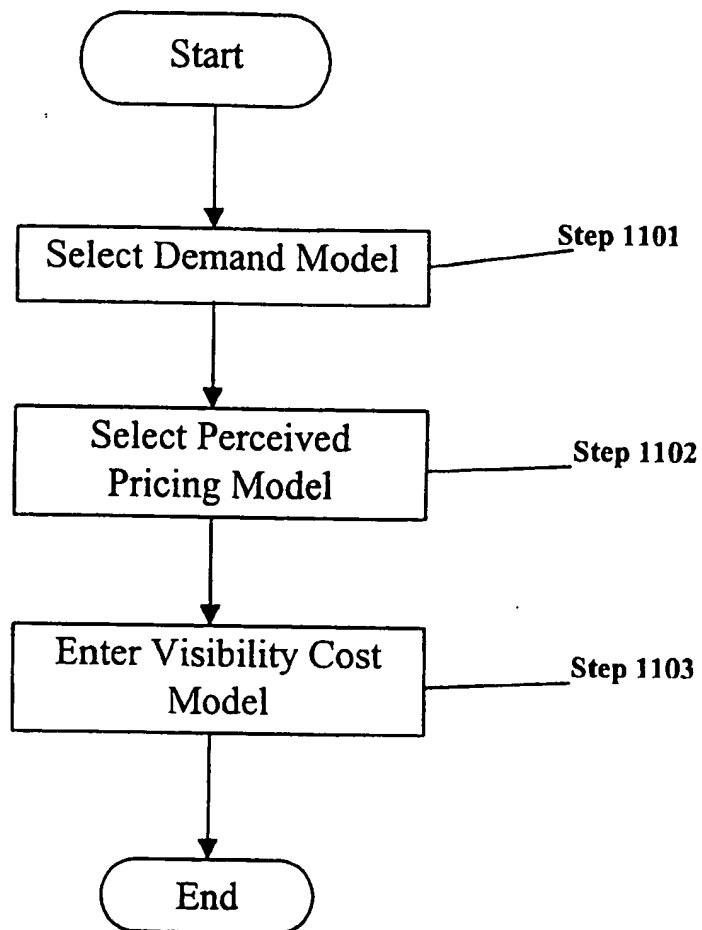 Start
Select Demand Model
Step 1101
Select Perceived
Pricing Model
Step 1102
Enter Visibility Cost
Model
Step 1103
End